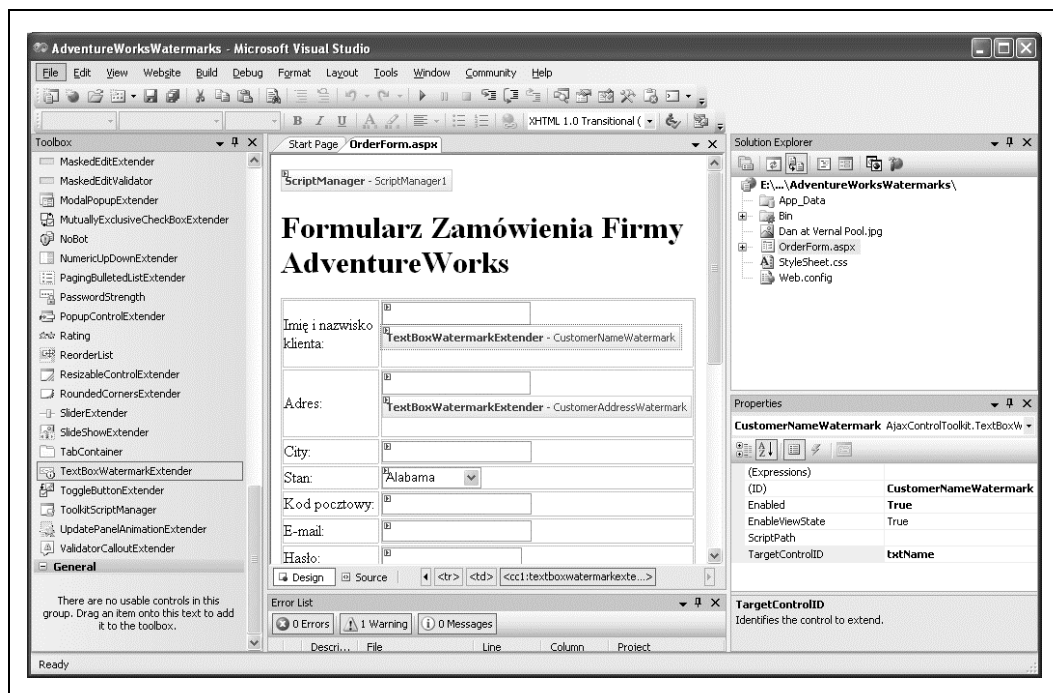 AdventureWorksWatermarks - Microsoft Visual Studio
File Edit View Website Build Debug Format Layout Tools Window Community Help
B I U A XHTML 1.0 Transitional (
Toolbox
MaskedEditExtender
MaskedEditValidator
ModalPopupExtender
MutuallyExclusiveCheckBoxExtender
NoBot
NumericUpDownExtender
PagingBulletedListExtender
PasswordStrength
PopupControlExtender
Rating
ReorderList
ResizableControlExtender
RoundedCornersExtender
SliderExtender
SlideShowExtender
TabContainer
TextBoxWatermarkExtender
ToggleButtonExtender
ToolkitScriptManager
UpdatePanelAnimationExtender
ValidatorCalloutExtender
General
There are no usable controls in this
group. Drag an item onto this text to add
it to the toolbox.
Start Page OrderForm.aspx
ScriptManager - ScriptManager1
Formularz Zamówienia Firmy
AdventureWorks
Imię i nazwisko
klienta:
TextBoxWatermarkExtender - CustomerNameWatermark
Adres:
TextBoxWatermarkExtender - CustomerAddressWatermark
City:
Stan: Alabama
Kod pocztowy:
E-mail:
Hasło:
Design Source <tr> <td> <cc1:textboxwatermarkexte...>
Error List
0 Errors 1 Warning 0 Messages
Descri... File Line Column Project
Solution Explorer
E:\...\AdventureWorksWatermarks\
App_Data
Bin
Dan at Vernal Pool.jpg
OrderForm.aspx
StyleSheet.css
Web.config
Properties
CustomerNameWatermark AjaxControlToolkit.TextBoxW
(Expressions)
(ID) CustomerNameWatermark
Enabled True
EnableViewState True
ScriptPath
TargetControlID txtName
TargetControlID
Identifies the control to extend.
Ready